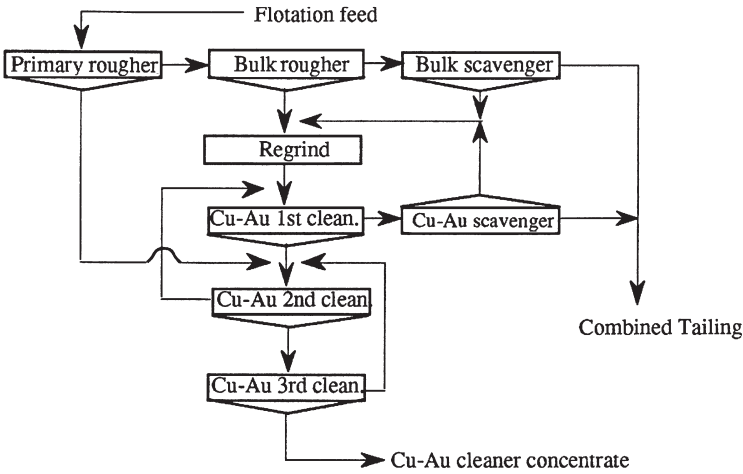 Flotation feed
Primary rougher
Bulk rougher
Bulk scavenger
Regrind
Cu-Au 1st clean.
Cu-Au scavenger
Cu-Au 2nd clean.
Combined Tailing
Cu-Au 3rd clean.
Cu-Au cleaner concentrate